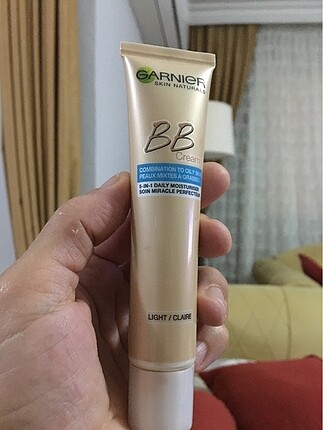 GARNIER
SKIN NATURALS
BB
Cream
COMBINATION TO OILY
PEAUX MIXTES À GRASSES
5-IN-1 DAILY MOISTURISER
SOIN MIRACLE PERFECTEUR
LIGHT / CLAIRE